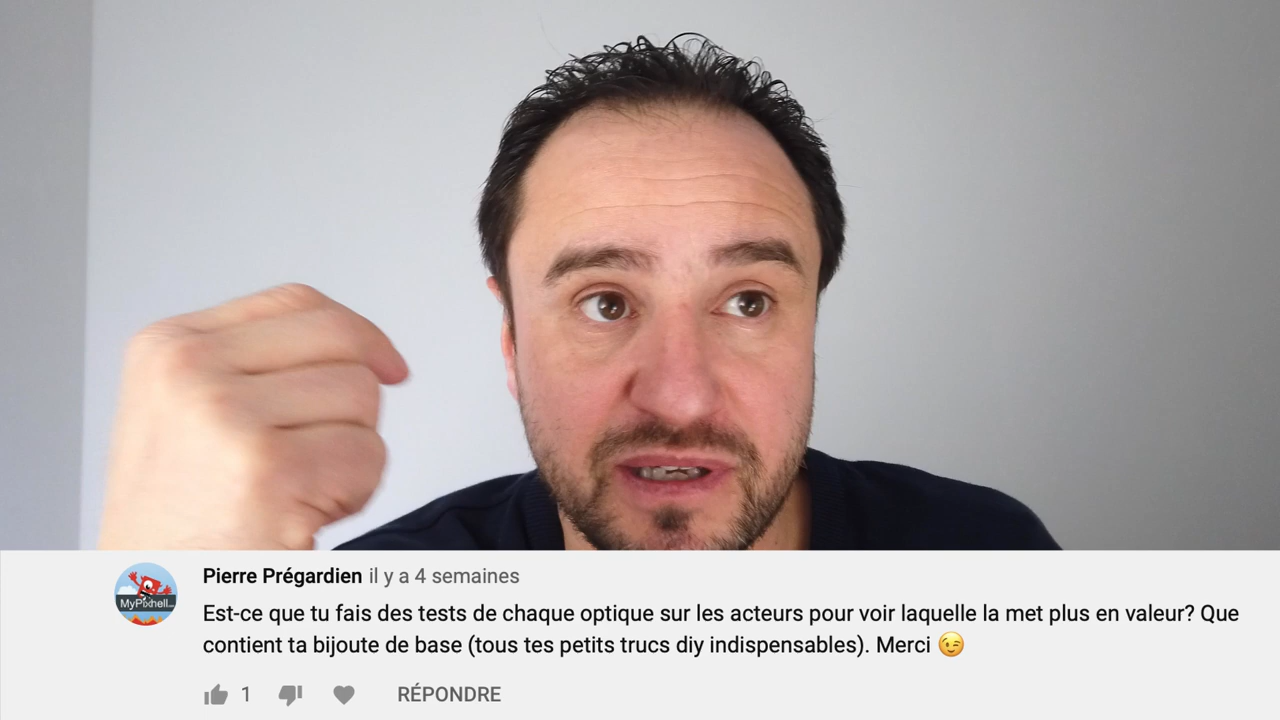 Pierre Prégardien il y a 4 semaines
MyPixhell...
Est-ce que tu fais des tests de chaque optique sur les acteurs pour voir laquelle la met plus en valeur? Que
contient ta bijoute de base (tous tes petits trucs diy indispensables). Merci 😉
1
RÉPONDRE